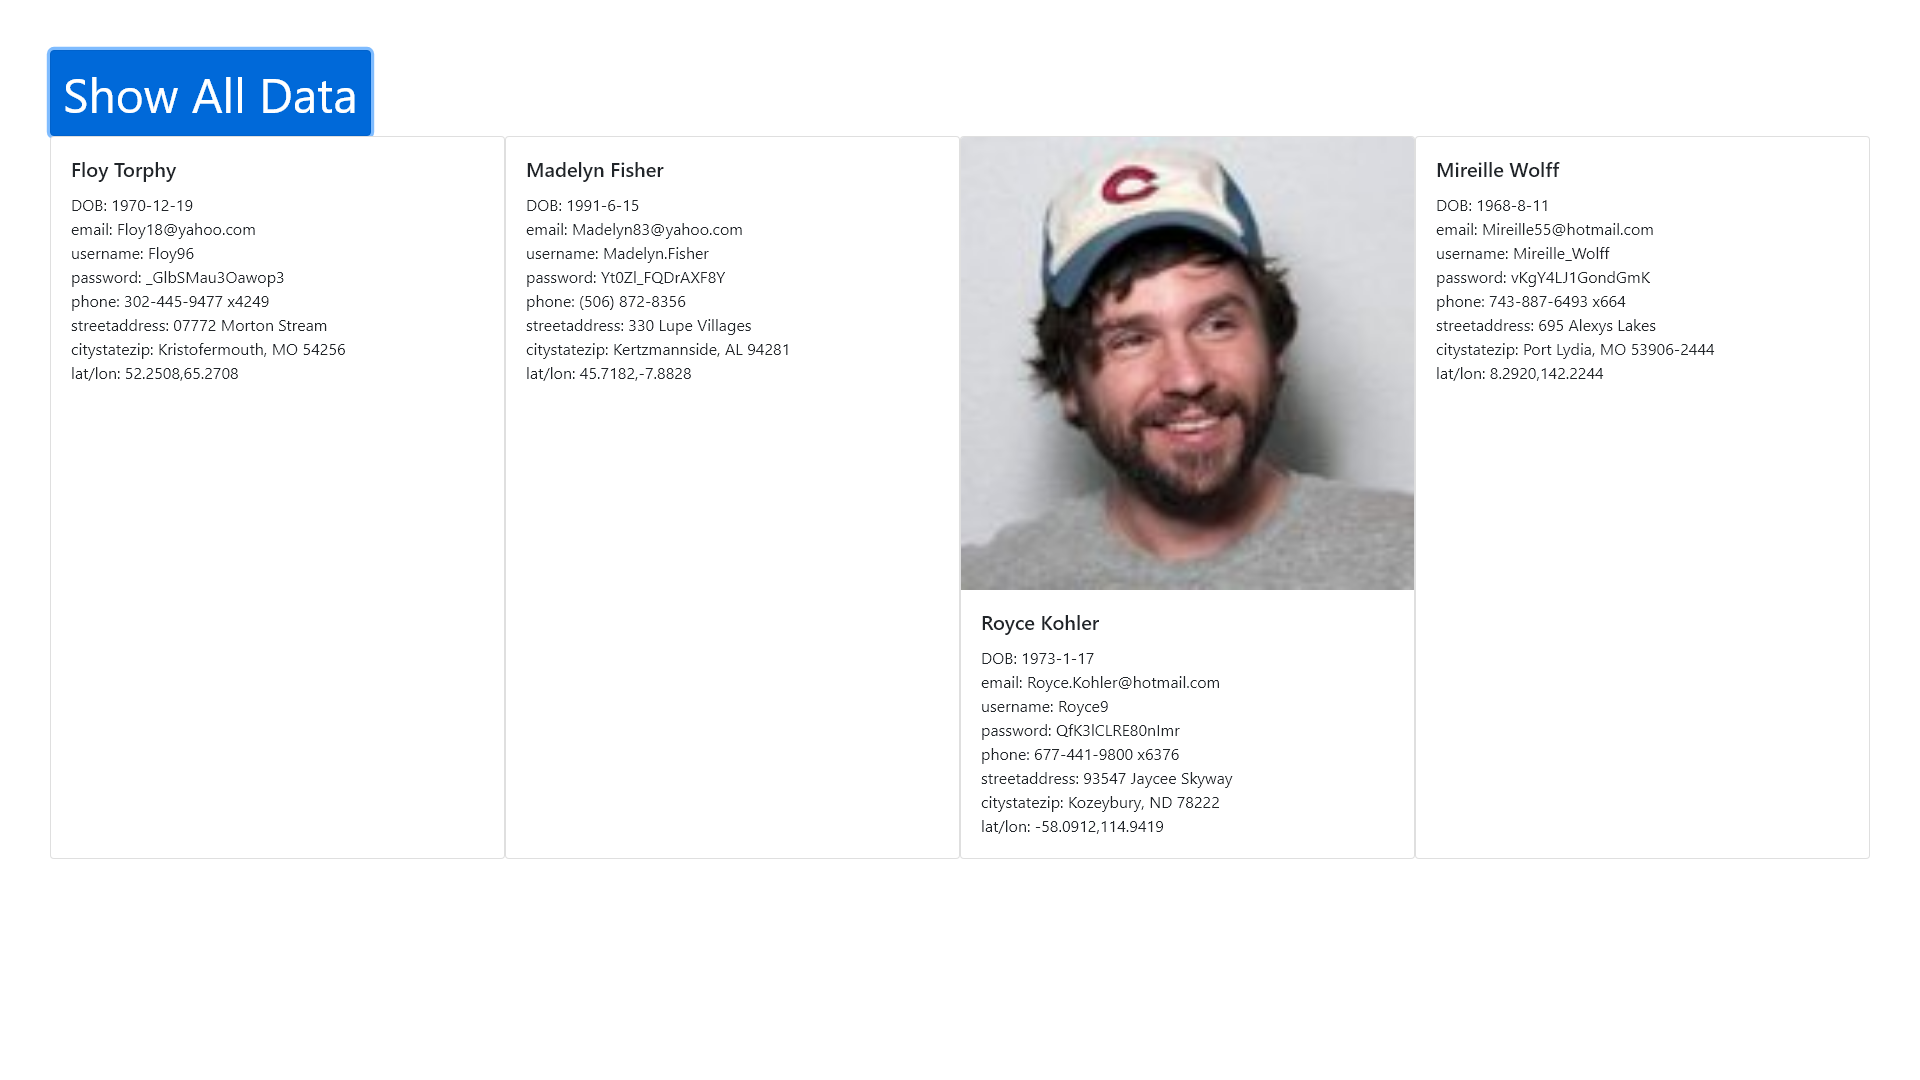 Show All Data
Floy Torphy
DOB: 1970-12-19
email: Floy18@yahoo.com
username: Floy96
password: _GlbSMau3Oawop3
phone: 302-445-9477 x4249
streetaddress: 07772 Morton Stream
citystatezip: Kristofermouth, MO 54256
lat/lon: 52.2508,65.2708
Madelyn Fisher
DOB: 1991-6-15
email: Madelyn83@yahoo.com
username: Madelyn.Fisher
password: Yt0Zl_FQDrAXF8Y
phone: (506) 872-8356
streetaddress: 330 Lupe Villages
citystatezip: Kertzmannside, AL 94281
lat/lon: 45.7182,-7.8828
C
Royce Kohler
DOB: 1973-1-17
email: Royce.Kohler@hotmail.com
username: Royce9
password: QfK3lCLRE80nImr
phone: 677-441-9800 x6376
streetaddress: 93547 Jaycee Skyway
citystatezip: Kozeybury, ND 78222
lat/lon: -58.0912,114.9419
Mireille Wolff
DOB: 1968-8-11
email: Mireille55@hotmail.com
username: Mireille_Wolff
password: vKgY4LJ1GondGmK
phone: 743-887-6493 x664
streetaddress: 695 Alexys Lakes
citystatezip: Port Lydia, MO 53906-2444
lat/lon: 8.2920,142.2244